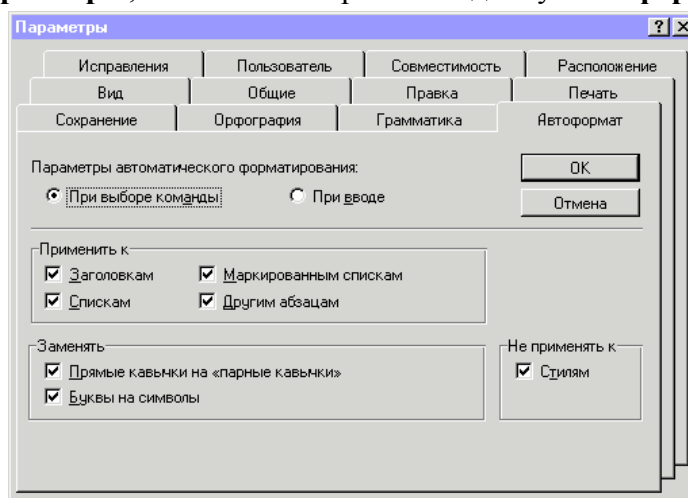 Параметры
Исправления Пользователь Совместимость Расположение
Вид Общие Правка Печать
Сохранение Орфография Грамматика Автоформат
Параметры автоматического форматирования:
При выборе команды При вводе
OK
Отмена
Применить к
Заголовкам Маркированным спискам
Спискам Другим абзацам
Заменять
Прямые кавычки на «парные кавычки»
Буквы на символы
Не применять к
Стилям